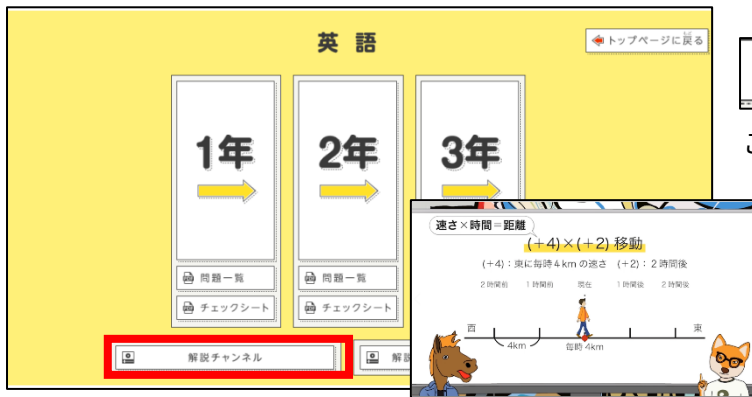 英語
トップページに戻る
1年
2年
3年
問題一覧
問題一覧
チェックシート
チェックシート
解説チャンネル
解
速さ×時間=距離
(+4)×(+2) 移動
(+4):東に毎時4kmの速さ (+2):2時間後
2時間前 1時間前 現在 1時間後 2時間後
西 東
4km 毎時4km